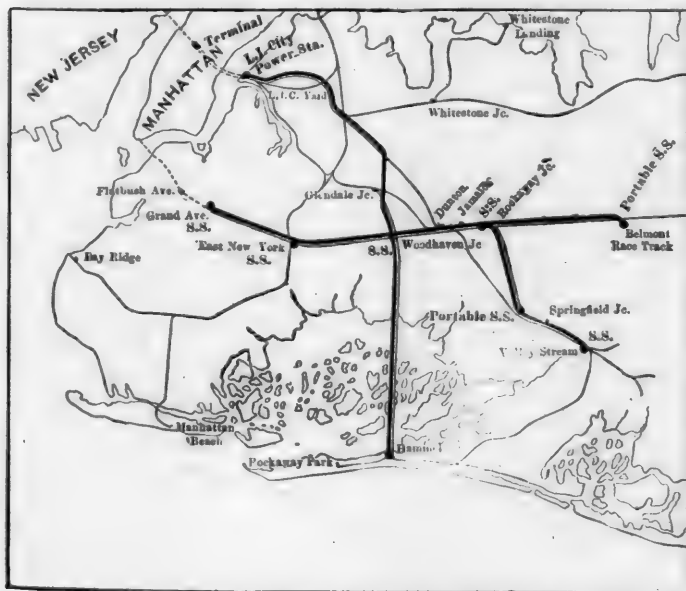 NEW JERSEY
MANHATTAN
Terminal
L.I. City
Power Sta.
L.I.C. Yard
Whitestone
Landing
Whitestone Jc.
Flatbush Ave.
Grand Ave.
S.S.
East New York
S.S.
Glendale Jc.
Dunton
Jamaica
S.S.
Rockaway Jc.
Portable S.S.
Belmont
Race Track
S.S.
Woodhaven Jc
Bay Ridge
Portable S.S.
Springfield Jc.
S.S.
Valley Stream
Manhattan
Beach
Rockaway Park